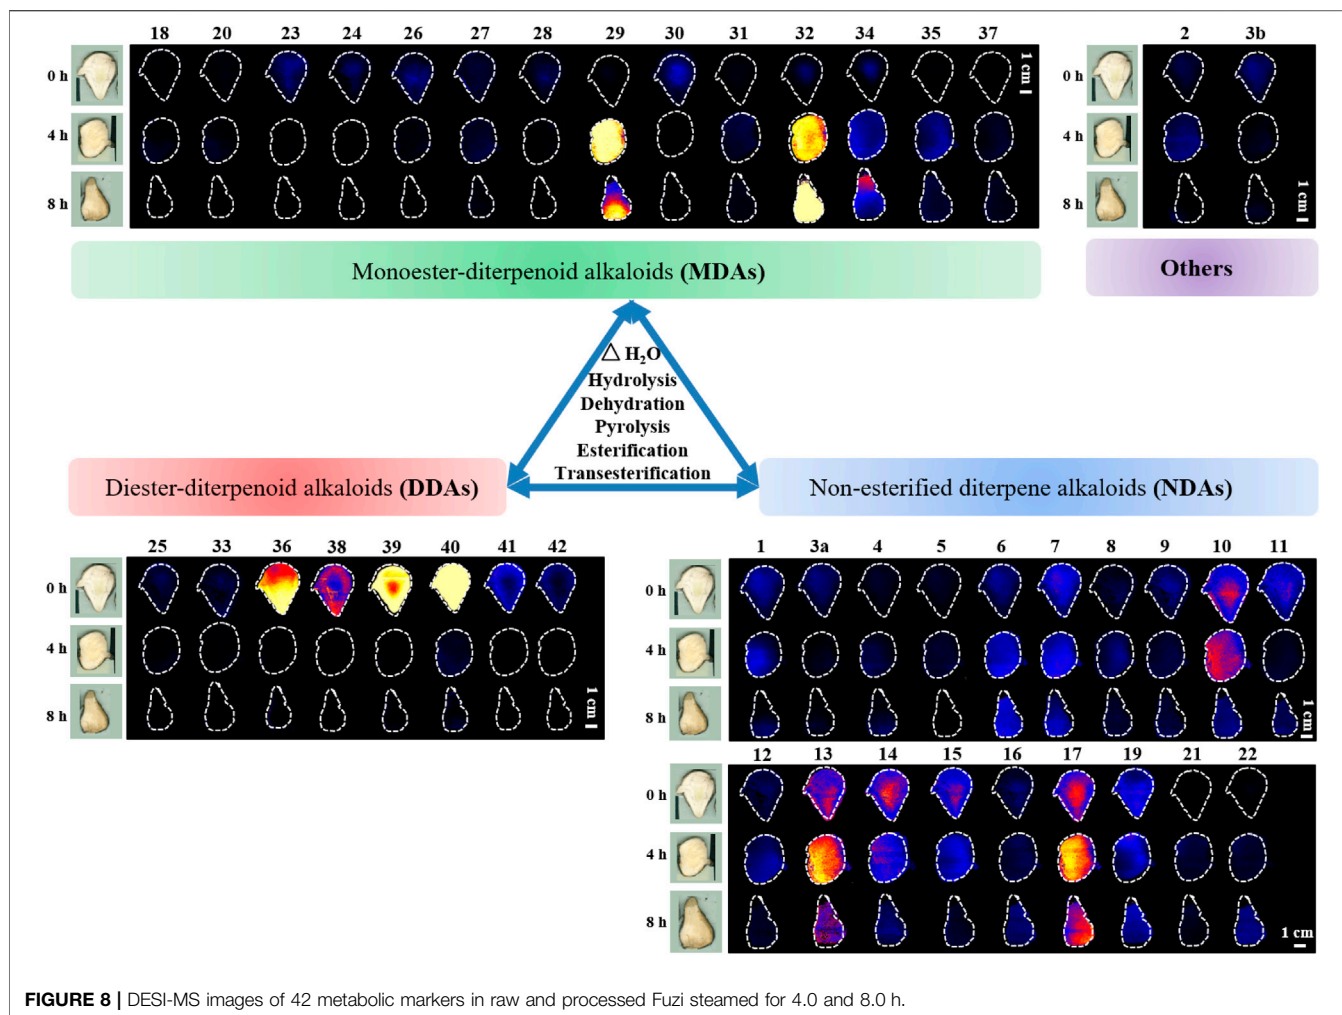 18 20 23 24 26 27 28 29 30 31 32 34 35 37
0 h
4 h
8 h
1 cm
2 3b
0 h
4 h
8 h
1 cm
Monoester-diterpenoid alkaloids (MDAs)
Others
△ H₂O
Hydrolysis
Dehydration
Pyrolysis
Esterification
Transesterification
Diester-diterpenoid alkaloids (DDAs)
Non-esterified diterpene alkaloids (NDAs)
25 33 36 38 39 40 41 42
0 h
4 h
8 h
1 cm
1 3a 4 5 6 7 8 9 10 11
0 h
4 h
8 h
1 cm
12 13 14 15 16 17 19 21 22
0 h
4 h
8 h
1 cm
FIGURE 8 | DESI-MS images of 42 metabolic markers in raw and processed Fuzi steamed for 4.0 and 8.0 h.